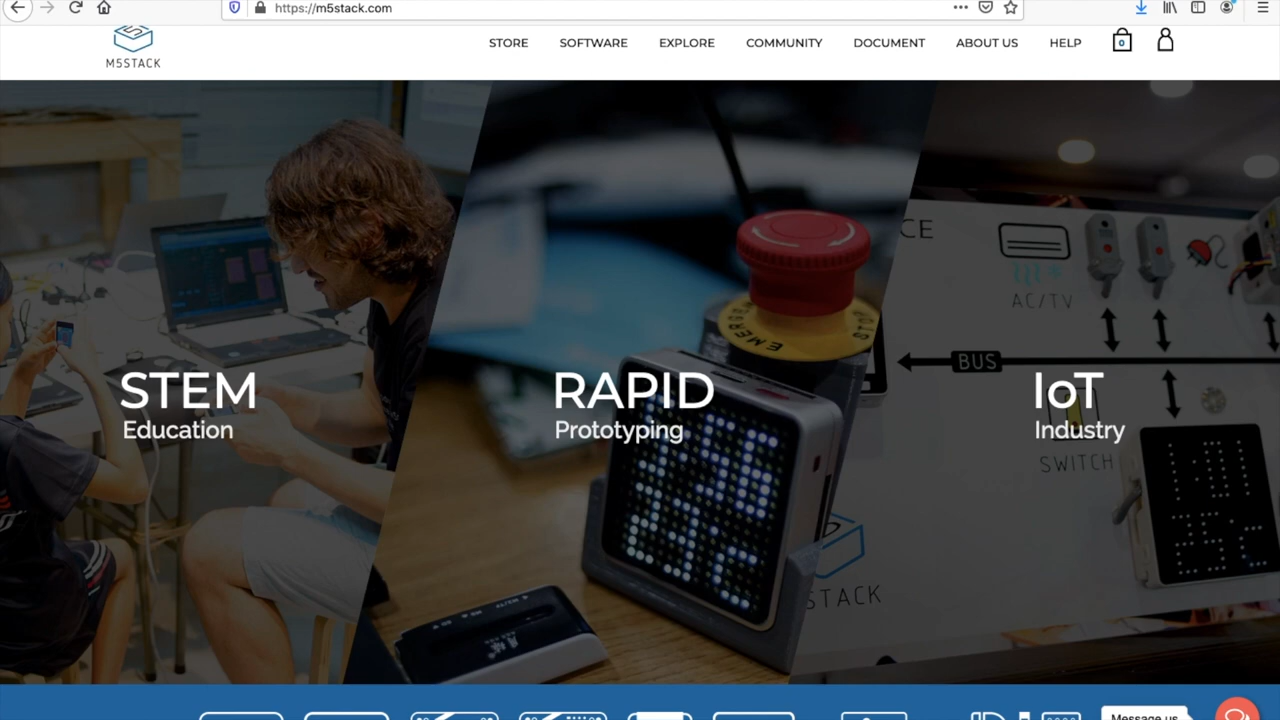 https://m5stack.com
M5STACK
STORE SOFTWARE EXPLORE COMMUNITY DOCUMENT ABOUT US HELP 0
CE
AC/TV
STOP
BUS
STEM RAPID IoT
Education Prototyping Industry
SWITCH
STACK
Message us